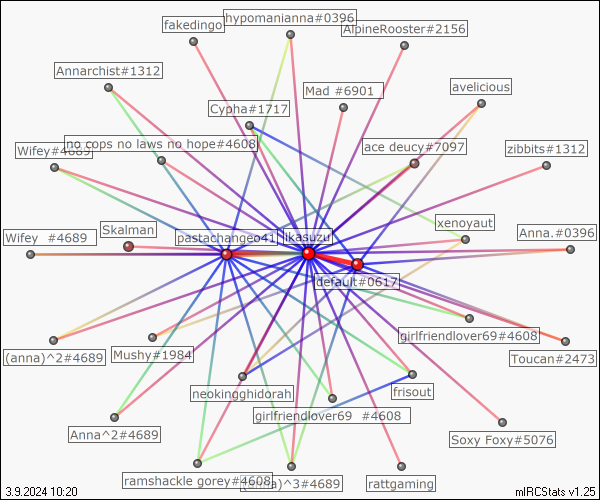 hypomanianna#0396
fakedingo
AlpineRooster#2156
Annarchist#1312
avelicious
Mad #6901
Cypha#1717
no cops no laws no hope#4608
ace deucy#7097
Wifey#4689
zibbits#1312
xenoyaut
Skalman
Anna.#0396
Wifey #4689
pastachangeo41
ikasuzu
default#0617
girlfriendlover69#4608
(anna)^2#4689
Mushy#1984
Toucan#2473
neokingghidorah
frisout
girlfriendlover69 #4608
Anna^2#4689
Soxy Foxy#5076
ramshackle gorey#4608
^3#4689
rattgaming
3.9.2024 10:20
mIRCStats v1.25